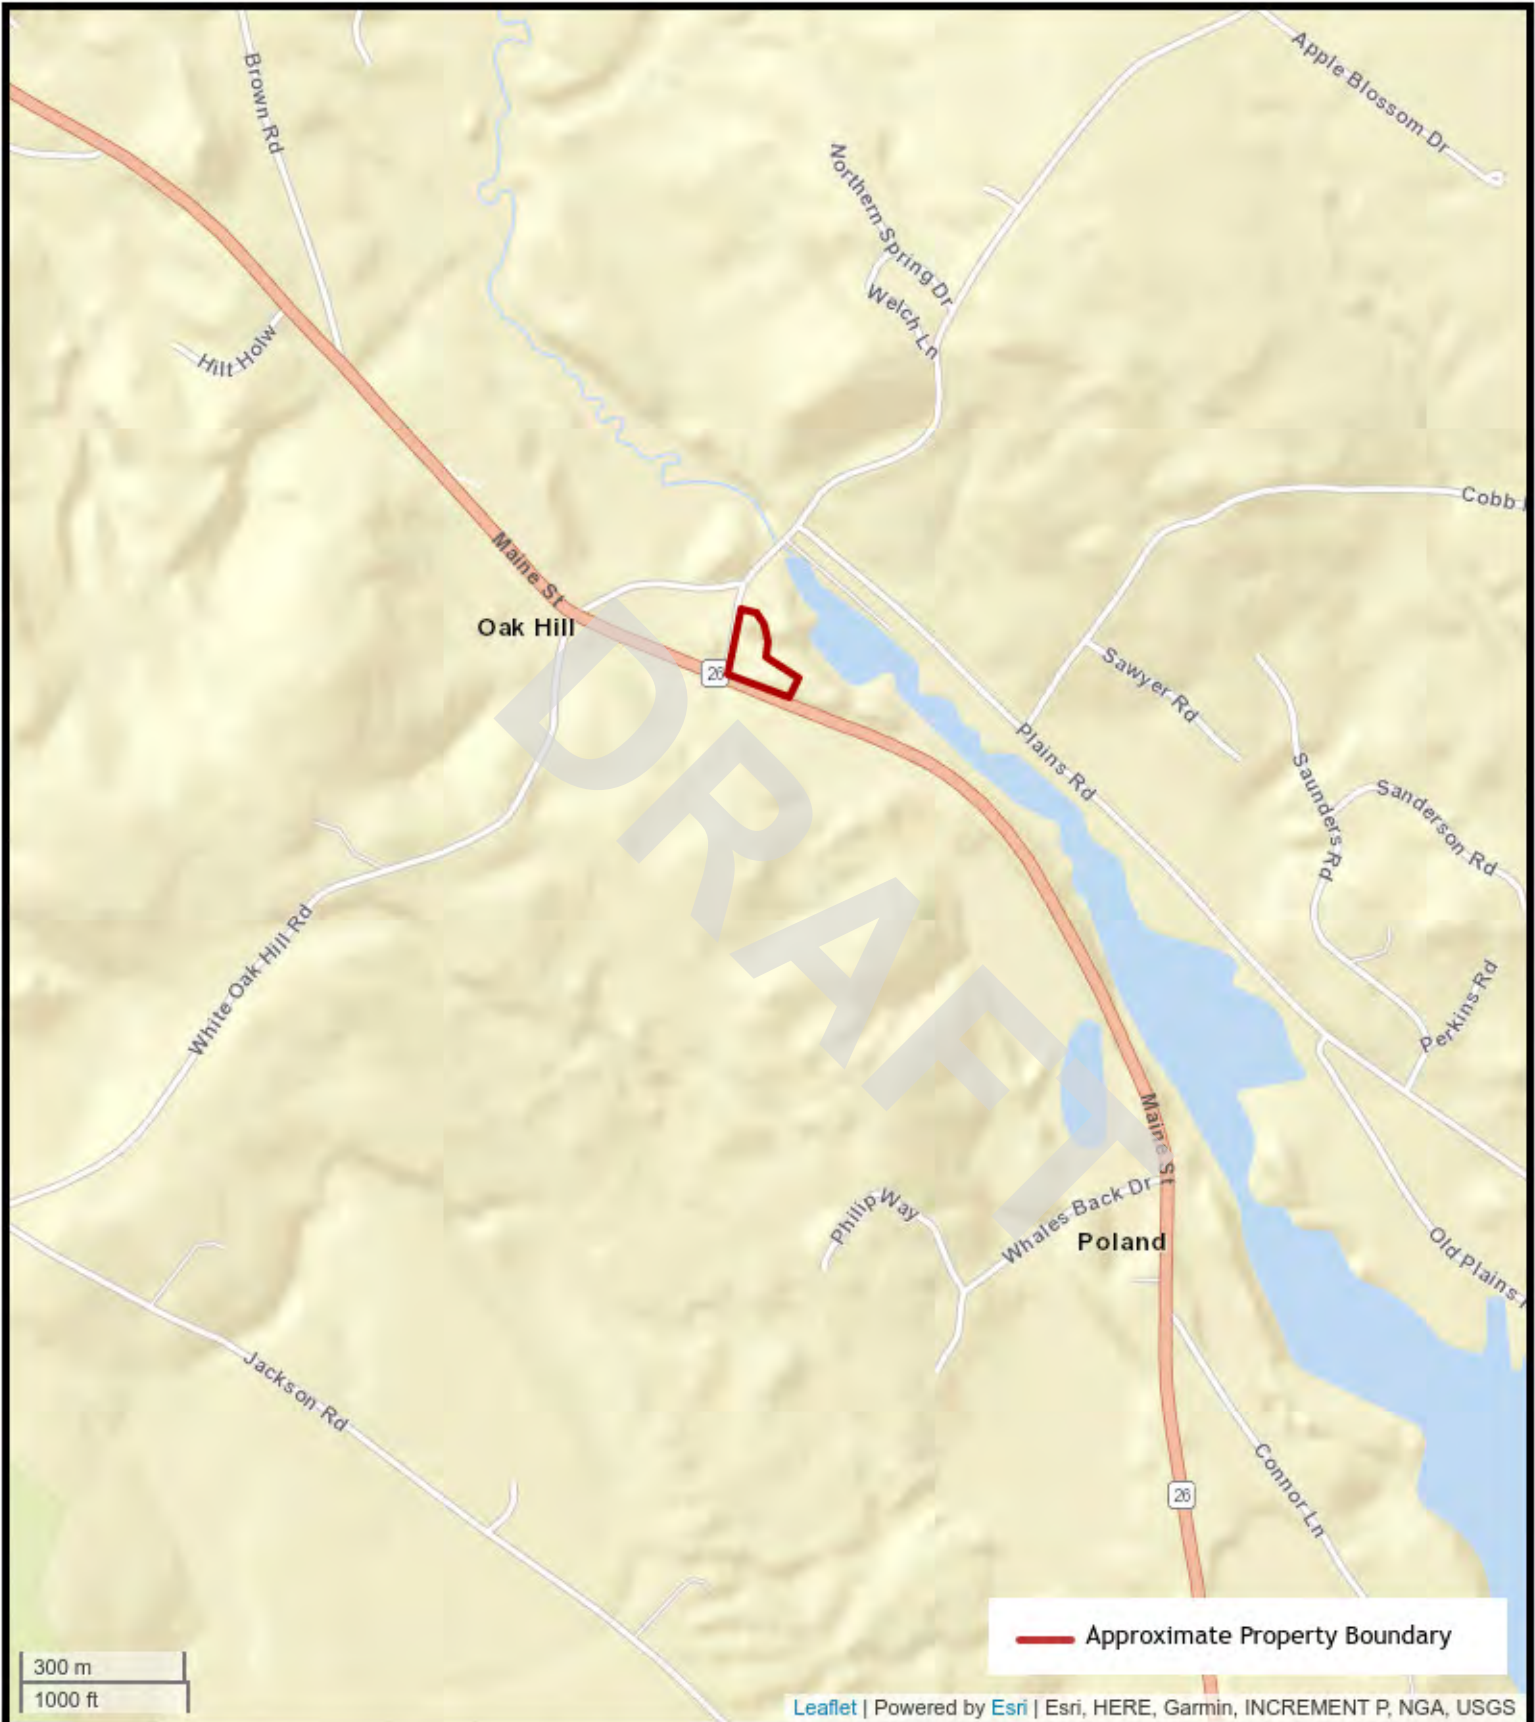 Apple Blossom Dr
Brown Rd
Northern Spring Dr
Welch Ln
Hilt Holw
Cobb
Maine St
Oak Hill
26
Sawyer Rd
Plains Rd
Saunders Rd
Sanderson Rd
White Oak Hill Rd
Perkins Rd
DRAFT
Maine St
Philip Way
Whales Back Dr
Poland
Old Plains
Jackson Rd
Connor Ln
26
Approximate Property Boundary
300 m
1000 ft
Leaflet | Powered by Esri | Esri, HERE, Garmin, INCREMENT P, NGA, USGS